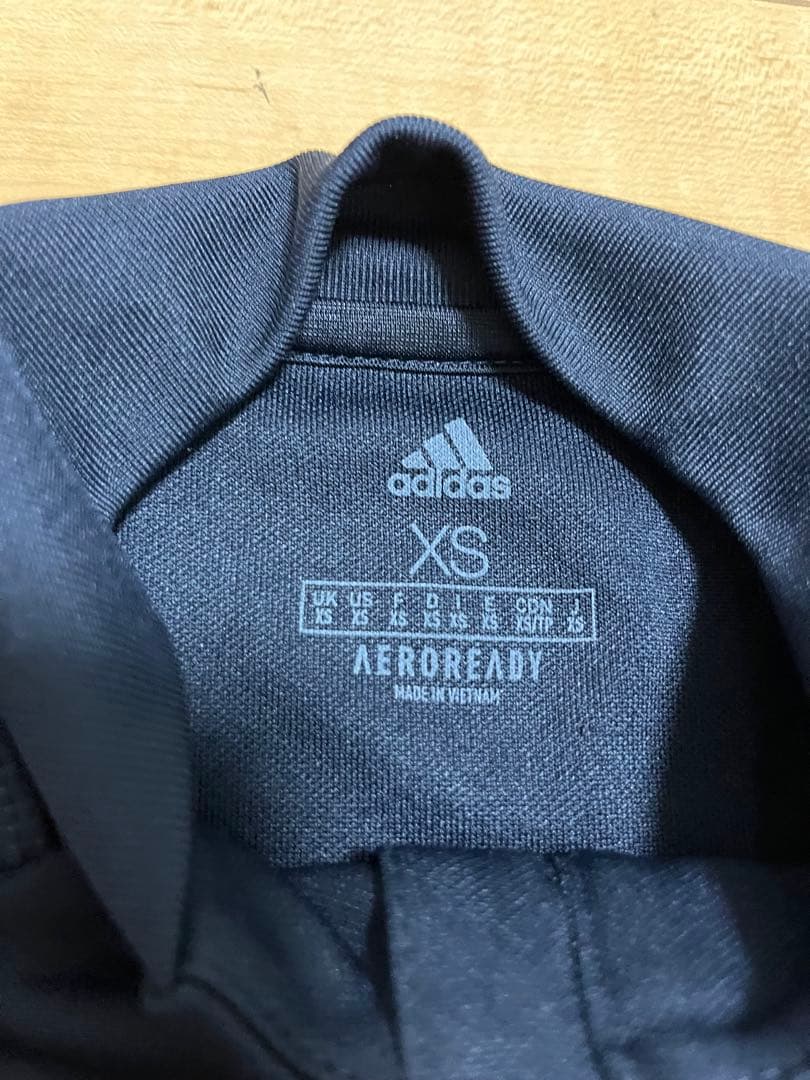 adidas
XS
UK US F D I E CDN J
XS XS XS XS XS XS XS/TP XS
AEROREADY
MADE IN VIETNAM